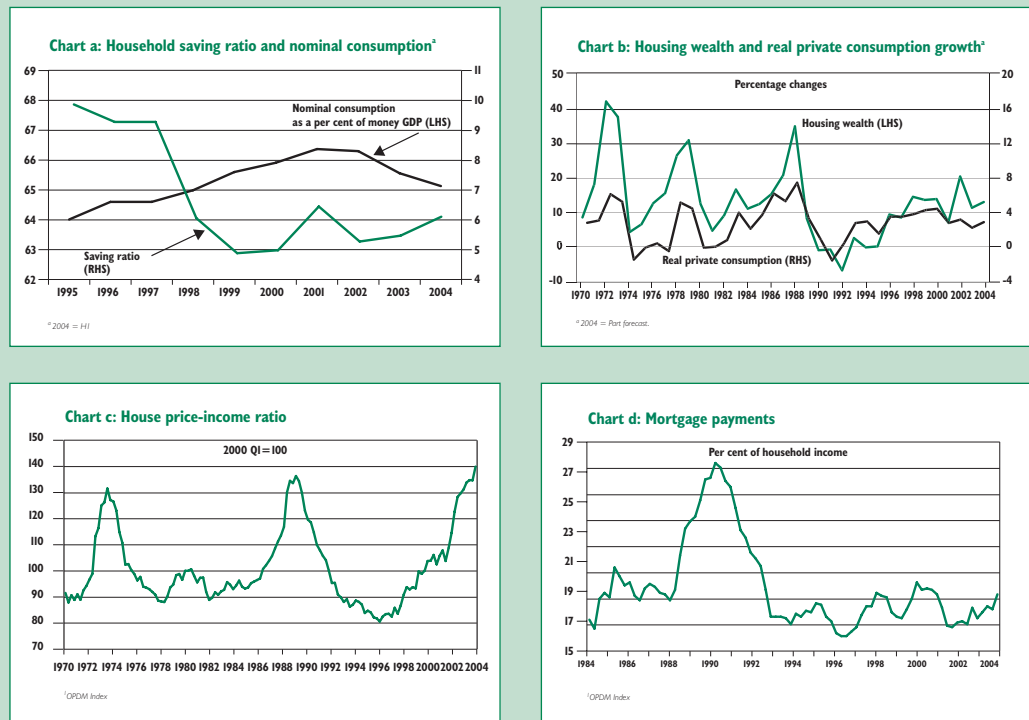 Chart a: Household saving ratio and nominal consumptionª
69
68
67
66
65
64
63
62
11
10
9
8
7
6
5
4
Nominal consumption
as a per cent of money GDP (LHS)
Saving ratio
(RHS)
1995 1996 1997 1998 1999 2000 2001 2002 2003 2004
ª 2004 = H1
Chart b: Housing wealth and real private consumption growthª
50
40
30
20
10
0
-10
20
16
12
8
4
0
-4
Percentage changes
Housing wealth (LHS)
Real private consumption (RHS)
1970 1972 1974 1976 1978 1980 1982 1984 1986 1988 1990 1992 1994 1996 1998 2000 2002 2004
ª 2004 = Part forecast.
Chart c: House price-income ratio
150
140
130
120
110
100
90
80
70
2000 Q1=100
1970 1972 1974 1976 1978 1980 1982 1984 1986 1988 1990 1992 1994 1996 1998 2000 2002 2004
¹OPDM Index
Chart d: Mortgage payments
29
27
25
23
21
19
17
15
Per cent of household income
1984 1986 1988 1990 1992 1994 1996 1998 2000 2002 2004
¹OPDM Index